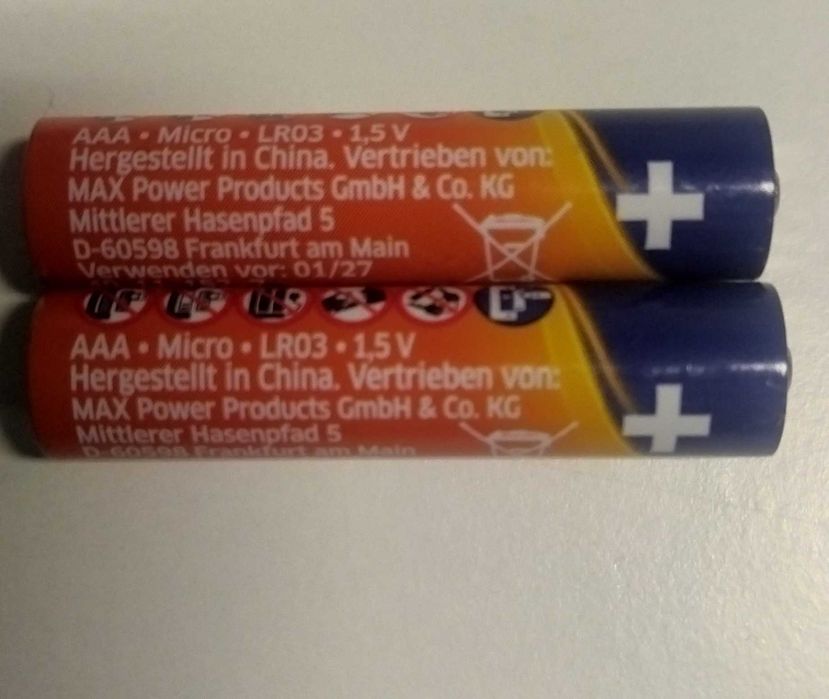 AAA • Micro • LR03 • 1,5 V
Hergestellt in China. Vertrieben von:
MAX Power Products GmbH & Co. KG
Mittlerer Hasenpfad 5
D-60598 Frankfurt am Main
Verwenden vor: 01/27
AAA • Micro • LR03 • 1,5 V
Hergestellt in China. Vertrieben von:
MAX Power Products GmbH & Co. KG
Mittlerer Hasenpfad 5
D-60598 Frankfurt am Main